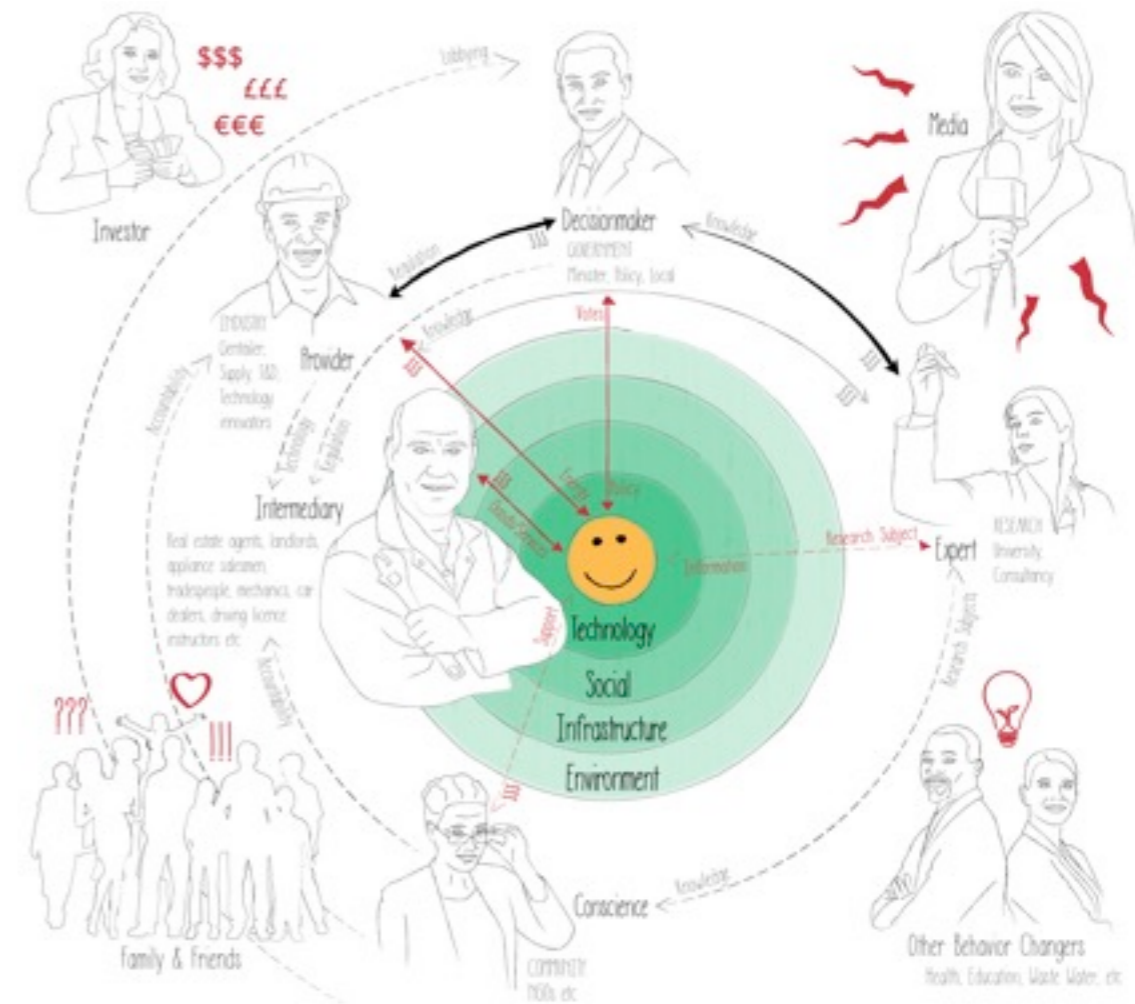 $$$
£££
€€€
Investor
Lobbying
Decisionmaker
GOVERNMENT
Minister, Policy, Local
Media
Regulation
$$$
Knowledge
$$$
Knowledge
$$$
Votes
Policy
INDUSTRY
Gentailer,
Supply, T&D,
Technology
innovators
Provider
Accountability
Technology
Regulation
$$$
Energy
$$$
Goods/Services
Intermediary
Real estate agents, landlords,
appliance salesmen,
tradespeople, mechanics, car
dealers, driving licence
instructors etc.
Information
Research Subject
Expert
RESEARCH
University,
Consultancy
Research Subjects
Support
$$$
Technology
Social
Infrastructure
Environment
Accountability
???
!!!
Family & Friends
Conscience
COMMUNITY
NGOs etc.
Knowledge
Other Behavior Changers
Health, Education, Waste Water, etc.